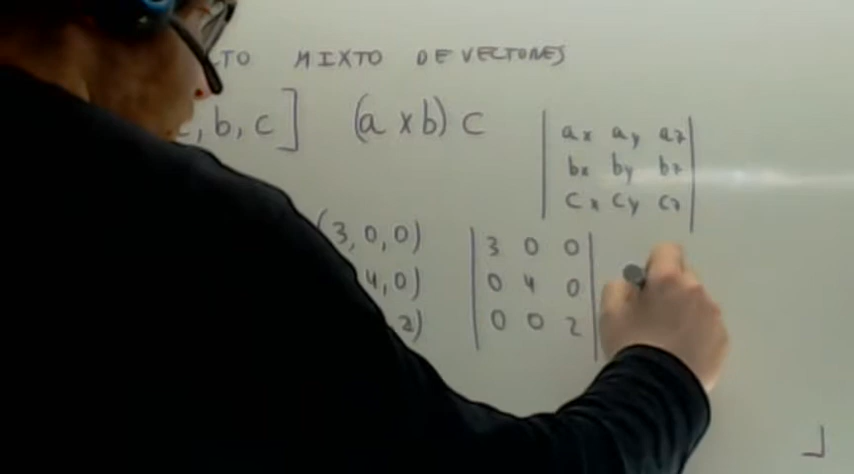 MIXTO DE VECTORES
, b, c] (a x b) c
| ax ay az |
| bx by bz |
| cx cy cz |
(3,0,0) | 3 0 0 |
4,0) | 0 4 0 |
2) | 0 0 2 |